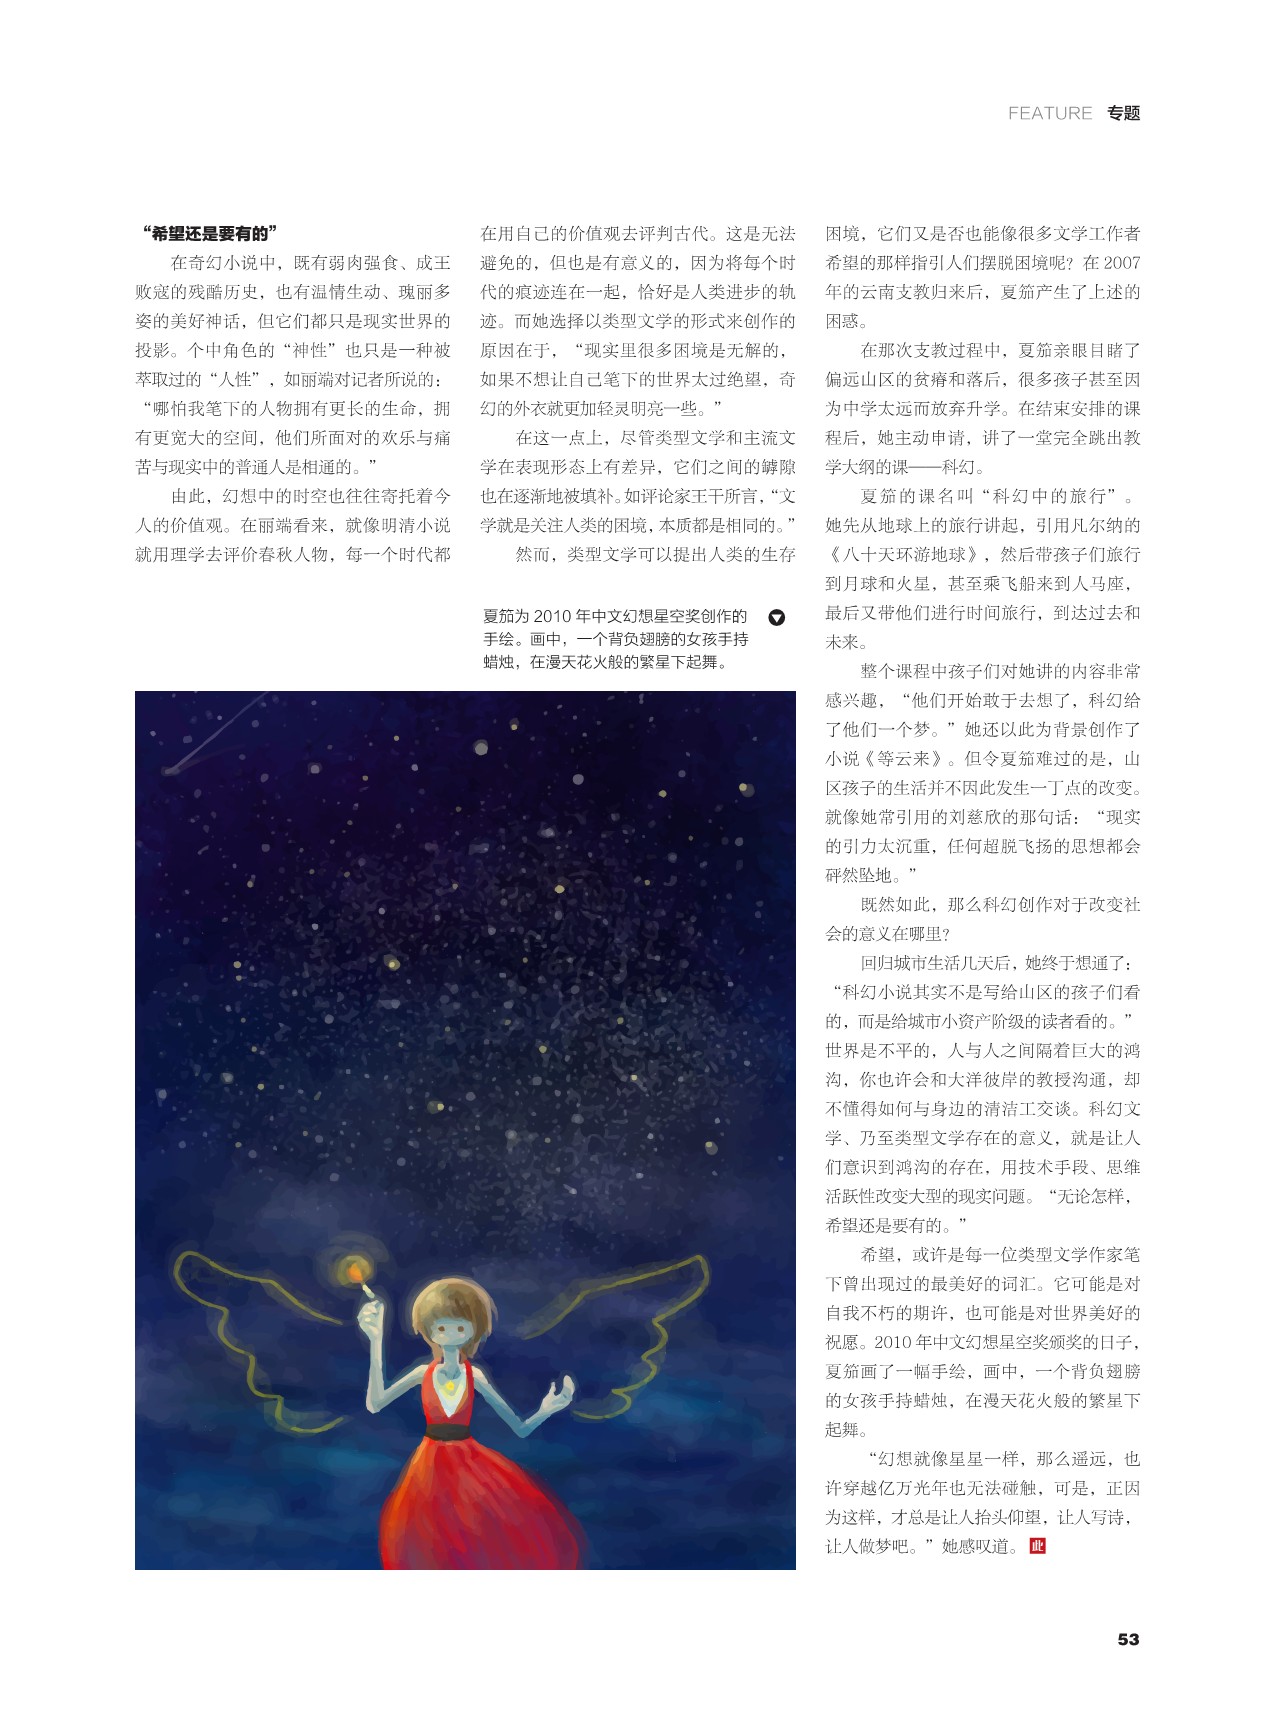 FEATURE 专题
“希望还是要有的”
在奇幻小说中，既有弱肉强食、成王
败寇的残酷历史，也有温情生动、瑰丽多
姿的美好神话，但它们都只是现实世界的
投影。个中角色的“神性”也只是一种被
萃取过的“人性”，如丽端对记者所说的：
“哪怕我笔下的人物拥有更长的生命，拥
有更宽大的空间，他们所面对的欢乐与痛
苦与现实中的普通人是相通的。”
由此，幻想中的时空也往往寄托着今
人的价值观。在丽端看来，就像明清小说
就用理学去评价春秋人物，每一个时代都
在用自己的价值观去评判古代。这是无法
避免的，但也是有意义的，因为将每个时
代的痕迹连在一起，恰好是人类进步的轨
迹。而她选择以类型文学的形式来创作的
原因在于，“现实里很多困境是无解的，
如果不想让自己笔下的世界太过绝望，奇
幻的外衣就更加轻灵明亮一些。”
在这一点上，尽管类型文学和主流文
学在表现形态上有差异，它们之间的罅隙
也在逐渐地被填补。如评论家王干所言，“文
学就是关注人类的困境，本质都是相同的。”
然而，类型文学可以提出人类的生存
夏笳为 2010 年中文幻想星空奖创作的
手绘。画中，一个背负翅膀的女孩手持
蜡烛，在漫天花火般的繁星下起舞。
困境，它们又是否也能像很多文学工作者
希望的那样指引人们摆脱困境呢？在 2007
年的云南支教归来后，夏笳产生了上述的
困惑。
在那次支教过程中，夏笳亲眼目睹了
偏远山区的贫瘠和落后，很多孩子甚至因
为中学太远而放弃升学。在结束安排的课
程后，她主动申请，讲了一堂完全跳出教
学大纲的课——科幻。
夏笳的课名叫“科幻中的旅行”。
她先从地球上的旅行讲起，引用凡尔纳的
《八十天环游地球》，然后带孩子们旅行
到月球和火星，甚至乘飞船来到人马座，
最后又带他们进行时间旅行，到达过去和
未来。
整个课程中孩子们对她讲的内容非常
感兴趣，“他们开始敢于去想了，科幻给
了他们一个梦。”她还以此为背景创作了
小说《等云来》。但令夏笳难过的是，山
区孩子的生活并不因此发生一丁点的改变。
就像她常引用的刘慈欣的那句话：“现实
的引力太沉重，任何超脱飞扬的思想都会
砰然坠地。”
既然如此，那么科幻创作对于改变社
会的意义在哪里？
回归城市生活几天后，她终于想通了：
“科幻小说其实不是写给山区的孩子们看
的，而是给城市小资产阶级的读者看的。”
世界是不平的，人与人之间隔着巨大的鸿
沟，你也许会和大洋彼岸的教授沟通，却
不懂得如何与身边的清洁工交谈。科幻文
学、乃至类型文学存在的意义，就是让人
们意识到鸿沟的存在，用技术手段、思维
活跃性改变大型的现实问题。“无论怎样，
希望还是要有的。”
希望，或许是每一位类型文学作家笔
下曾出现过的最美好的词汇。它可能是对
自我不朽的期许，也可能是对世界美好的
祝愿。2010 年中文幻想星空奖颁奖的日子，
夏笳画了一幅手绘，画中，一个背负翅膀
的女孩手持蜡烛，在漫天花火般的繁星下
起舞。
“幻想就像星星一样，那么遥远，也
许穿越亿万光年也无法碰触，可是，正因
为这样，才总是让人抬头仰望，让人写诗，
让人做梦吧。”她感叹道。此
53